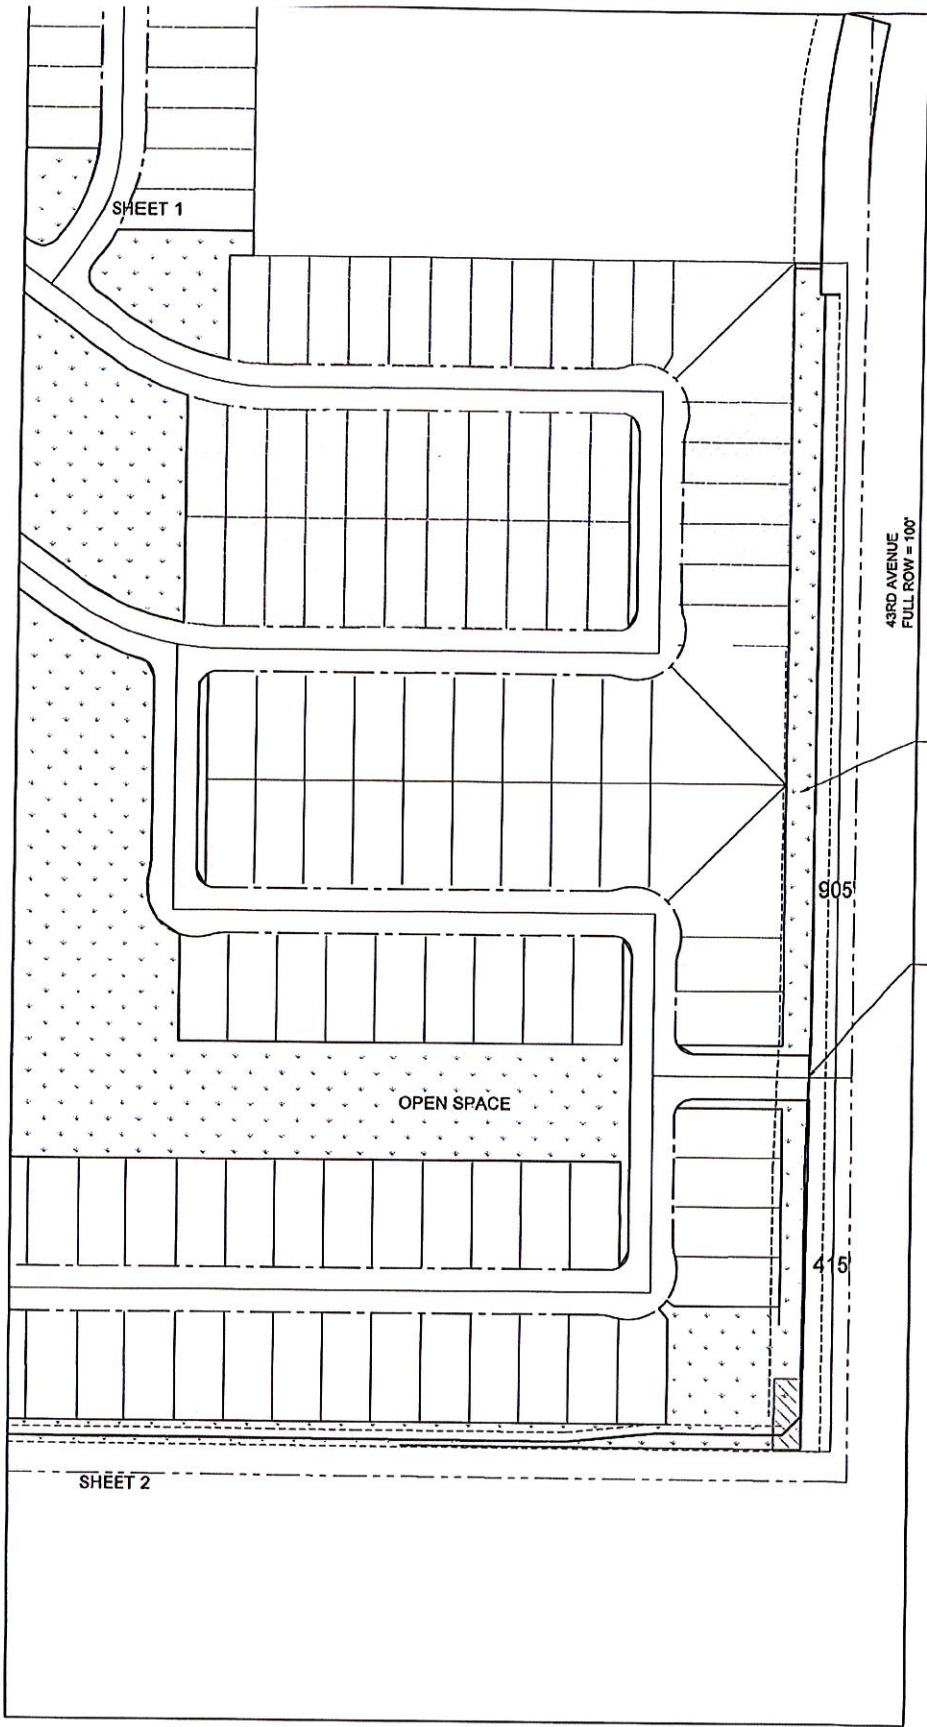 SHEET 1
43RD AVENUE
FULL ROW = 100'
905'
OPEN SPACE
415'
SHEET 2